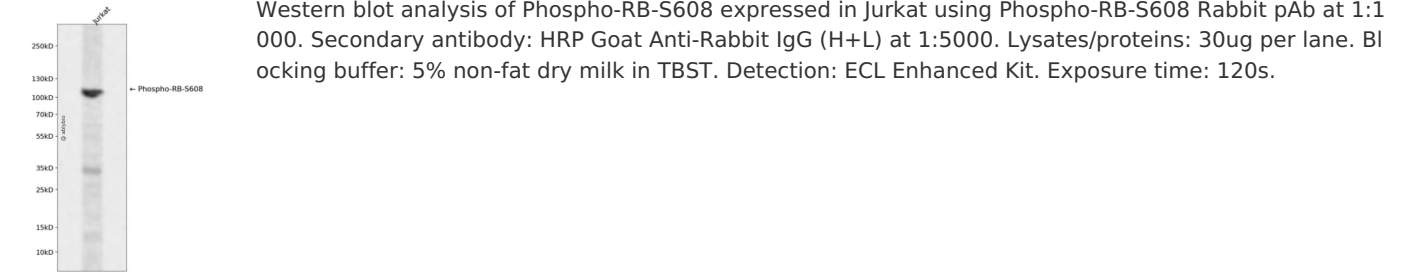 Jurkat
250kD
130kD
100kD
70kD
55kD
35kD
25kD
15kD
10kD
← Phospho-RB-S608
@ ablybio
Western blot analysis of Phospho-RB-S608 expressed in Jurkat using Phospho-RB-S608 Rabbit pAb at 1:1
000. Secondary antibody: HRP Goat Anti-Rabbit IgG (H+L) at 1:5000. Lysates/proteins: 30ug per lane. Bl
ocking buffer: 5% non-fat dry milk in TBST. Detection: ECL Enhanced Kit. Exposure time: 120s.